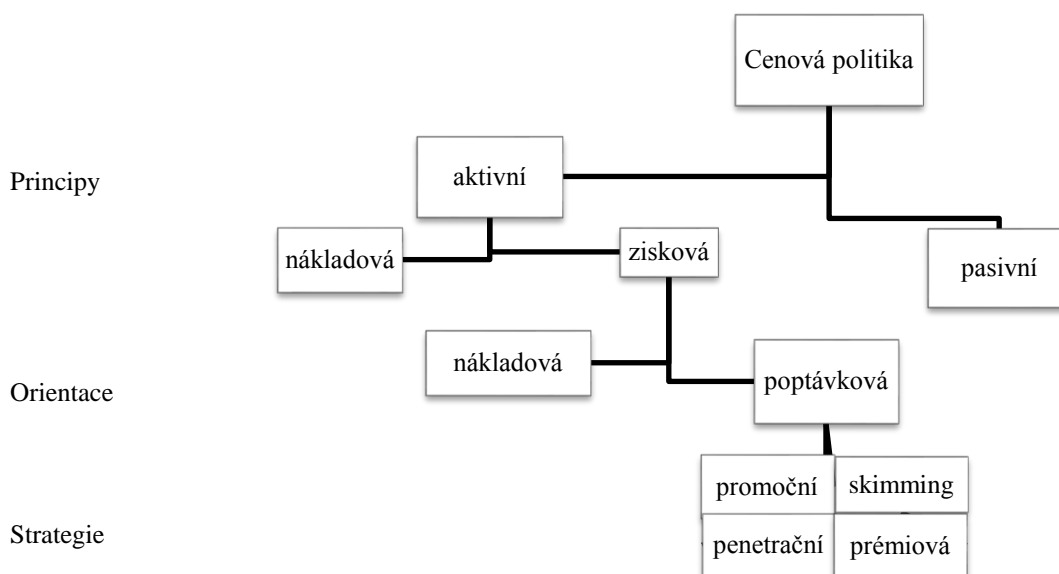 Cenová politika
Principy
aktivní
nákladová
zisková
pasivní
nákladová
Orientace
poptávková
promoční
skimming
Strategie
penetrační
prémiová